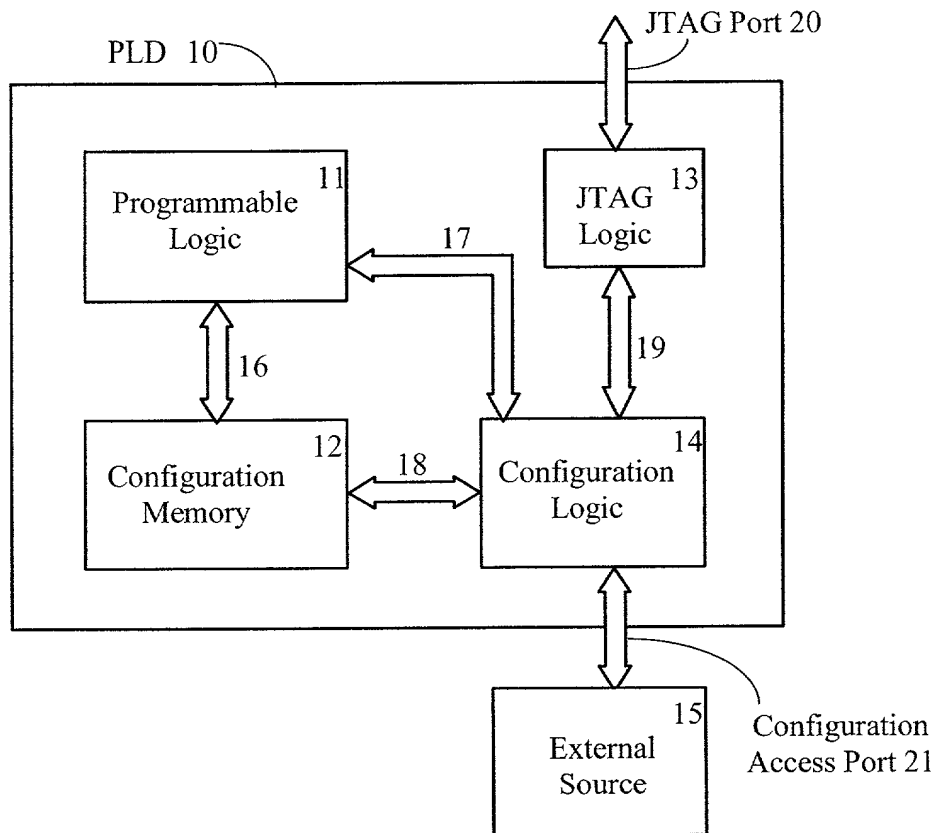 JTAG Port 20
PLD 10
11
Programmable
Logic
13
JTAG
Logic
17
16
19
12
Configuration
Memory
18
14
Configuration
Logic
15
External
Source
Configuration
Access Port 21